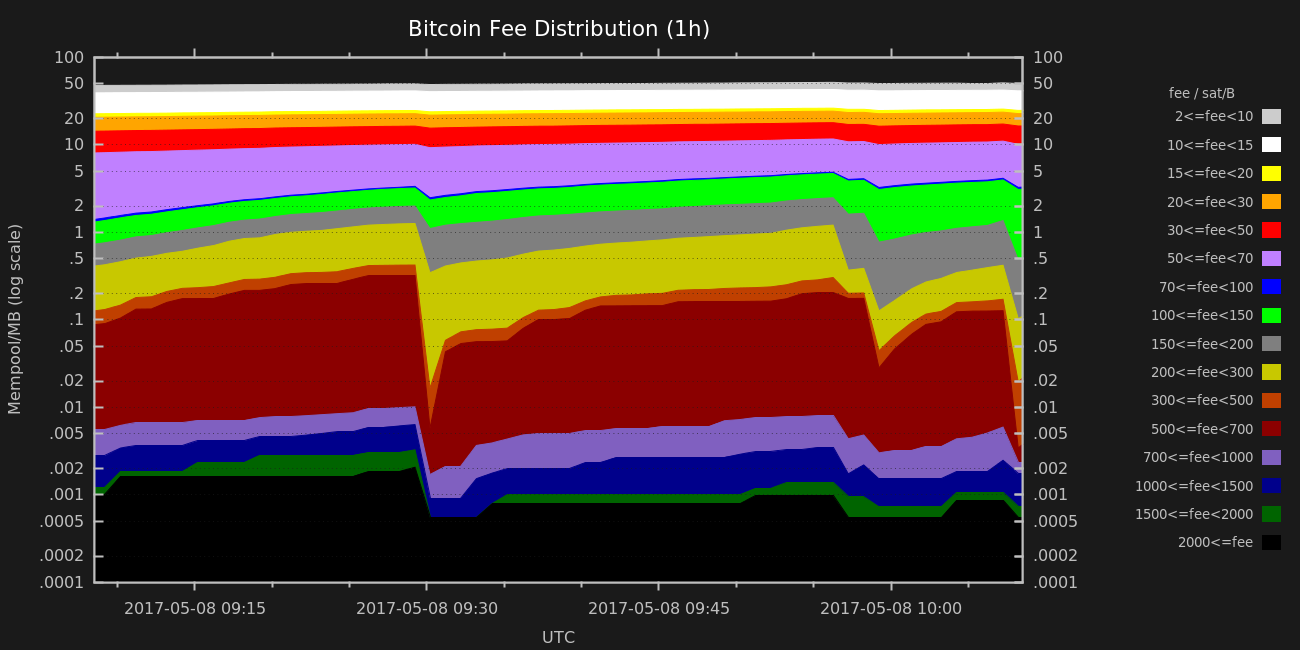 Bitcoin Fee Distribution (1h)
100 100
50 50
20 20
10 10
5 5
2 2
1 1
.5 .5
.2 .2
.1 .1
.05 .05
.02 .02
.01 .01
.005 .005
.002 .002
.001 .001
.0005 .0005
.0002 .0002
.0001 .0001
Mempool/MB (log scale)
2017-05-08 09:15 2017-05-08 09:30 2017-05-08 09:45 2017-05-08 10:00
UTC
fee / sat/B
2<=fee<10
10<=fee<15
15<=fee<20
20<=fee<30
30<=fee<50
50<=fee<70
70<=fee<100
100<=fee<150
150<=fee<200
200<=fee<300
300<=fee<500
500<=fee<700
700<=fee<1000
1000<=fee<1500
1500<=fee<2000
2000<=fee